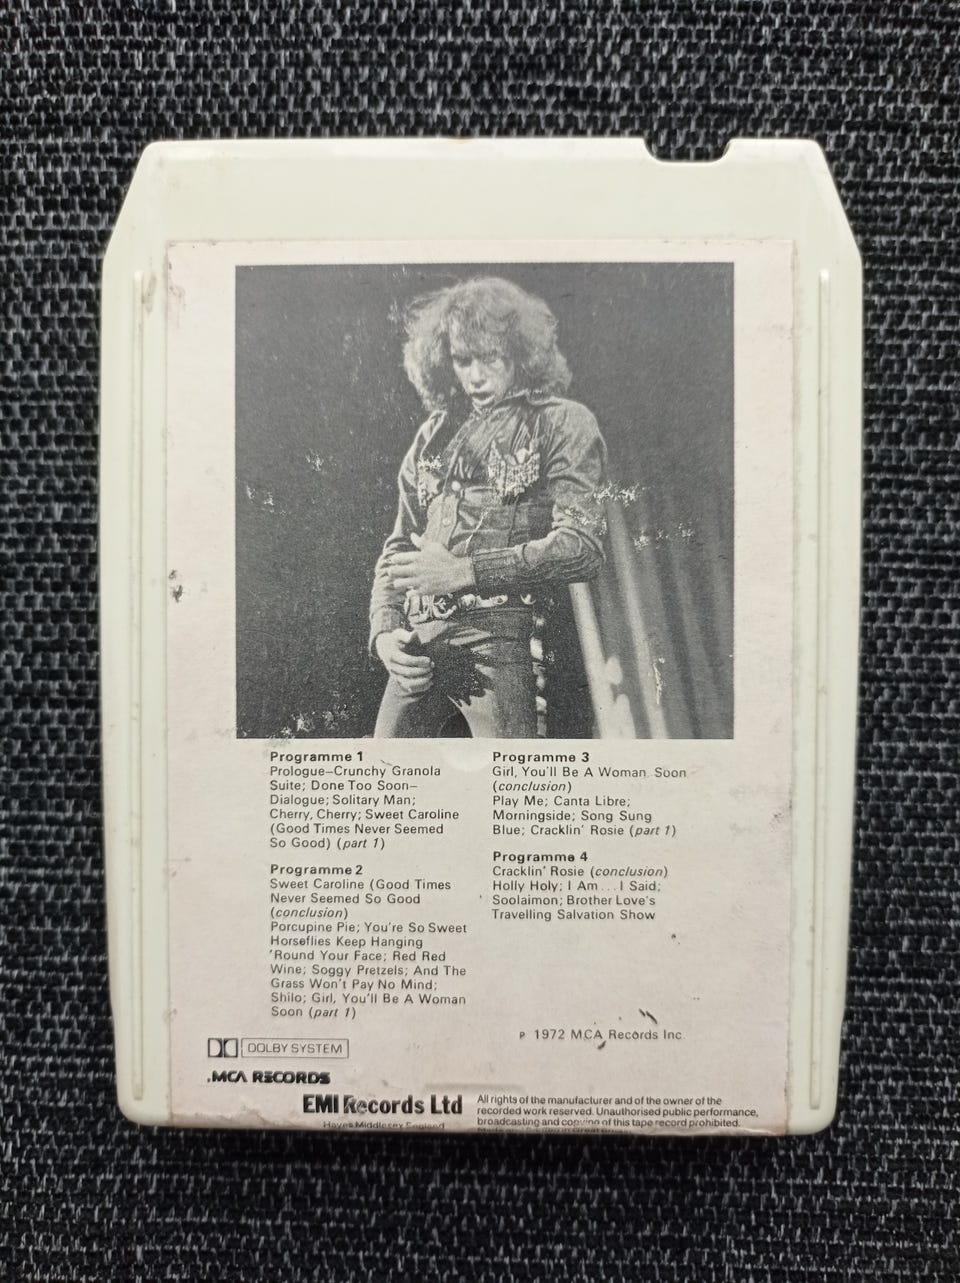 Programme 1
Prologue–Crunchy Granola
Suite; Done Too Soon–
Dialogue; Solitary Man;
Cherry, Cherry; Sweet Caroline
(Good Times Never Seemed
So Good) (part 1)
Programme 2
Sweet Caroline (Good Times
Never Seemed So Good
(conclusion)
Porcupine Pie; You're So Sweet
Horseflies Keep Hanging
'Round Your Face; Red Red
Wine; Soggy Pretzels; And The
Grass Won't Pay No Mind;
Shilo; Girl, You'll Be A Woman
Soon (part 1)
Programme 3
Girl, You'll Be A Woman Soon
(conclusion)
Play Me; Canta Libre;
Morningside; Song Sung
Blue; Cracklin' Rosie (part 1)
Programme 4
Cracklin' Rosie (conclusion)
Holly Holy; I Am...I Said;
Soolaimon; Brother Love's
Travelling Salvation Show
P 1972 MCA Records Inc
DOLBY SYSTEM
MCA RECORDS
EMI Records Ltd
Hayes Middlesex England
All rights of the manufacturer and of the owner of the
recorded work reserved. Unauthorised public performance,
broadcasting and copying of this tape record prohibited.